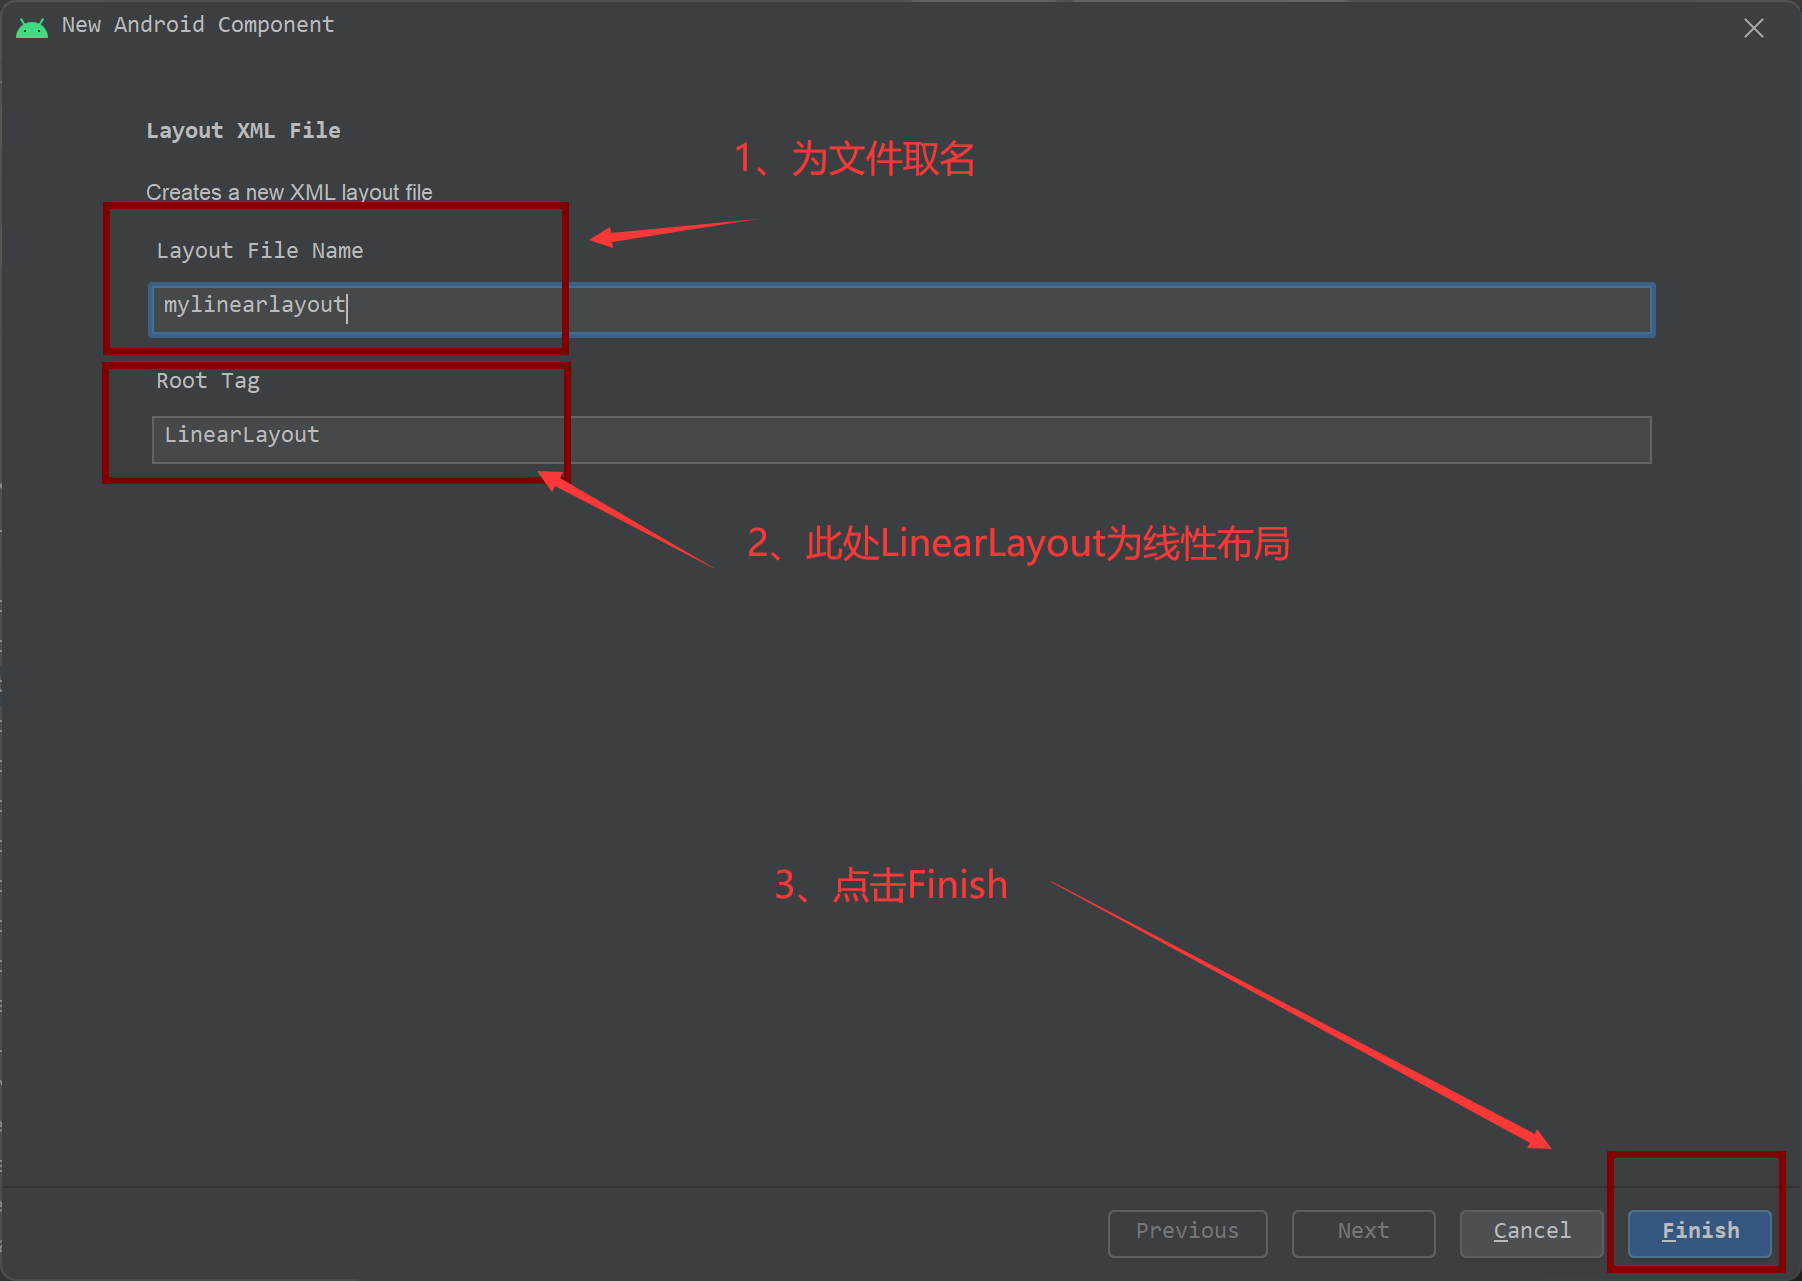 New Android Component
Layout XML File
1、为文件取名
Creates a new XML layout file
Layout File Name
mylinearlayout
Root Tag
LinearLayout
2、此处LinearLayout为线性布局
3、点击Finish
Previous
Next
Cancel
Finish